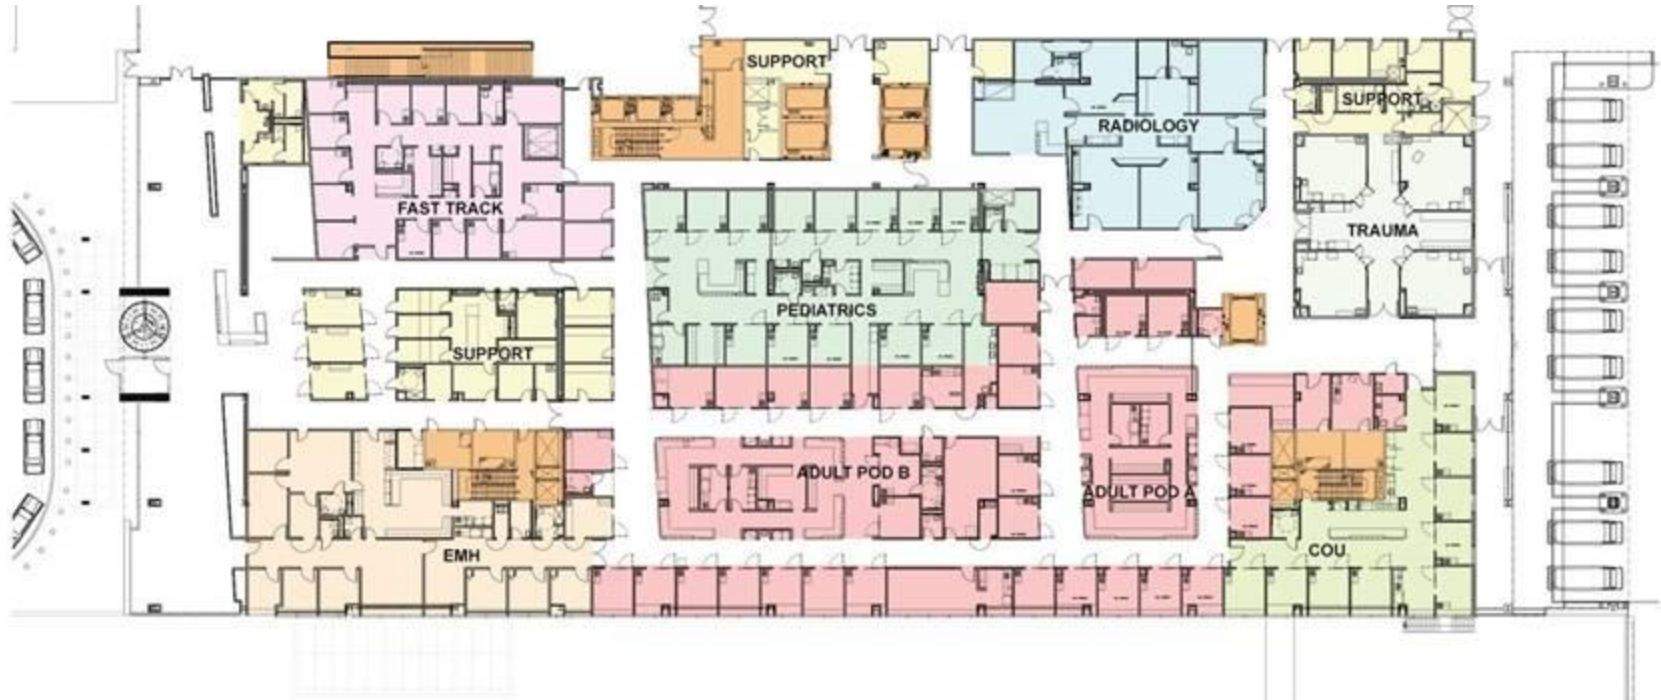 SUPPORT
SUPPORT
RADIOLOGY
FAST TRACK
TRAUMA
PEDIATRICS
SUPPORT
ADULT POD B
ADULT POD A
EMH
COU